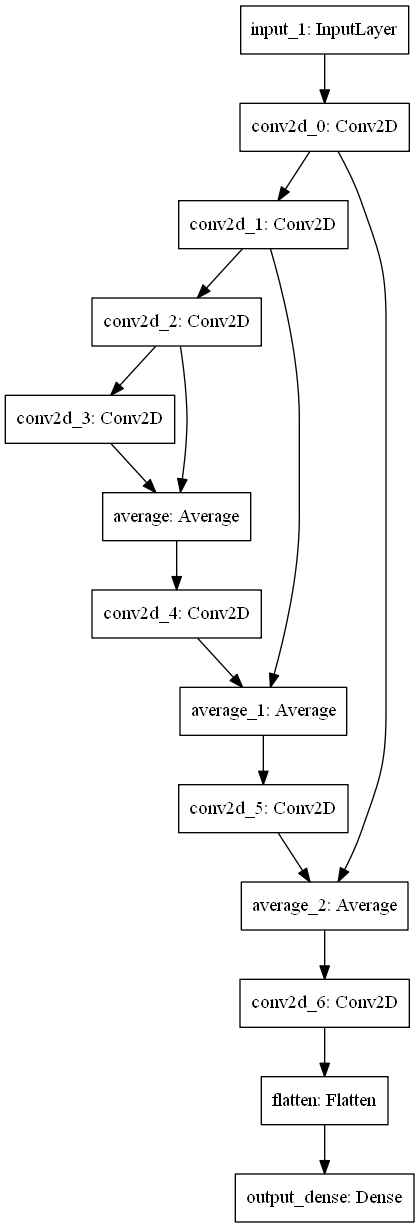 input_1: InputLayer
conv2d_0: Conv2D
conv2d_1: Conv2D
conv2d_2: Conv2D
conv2d_3: Conv2D
average: Average
conv2d_4: Conv2D
average_1: Average
conv2d_5: Conv2D
average_2: Average
conv2d_6: Conv2D
flatten: Flatten
output_dense: Dense